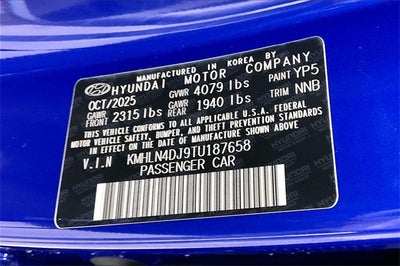 MANUFACTURED IN KOREA BY
HYUNDAI MOTOR COMPANY
OCT/2025 GVWR 4079 lbs PAINT YP5
GAWR FRONT 2315 lbs GAWR REAR 1940 lbs TRIM NNB
THIS VEHICLE CONFORMS TO ALL APPLICABLE U.S. FEDERAL
MOTOR VEHICLE SAFETY, BUMPER, AND THEFT PREVENTION
STANDARDS IN EFFECT ON THE DATE OF MANUFACTURE SHOWN ABOVE.
V.I.N KMHLN4DJ9TU187658
PASSENGER CAR